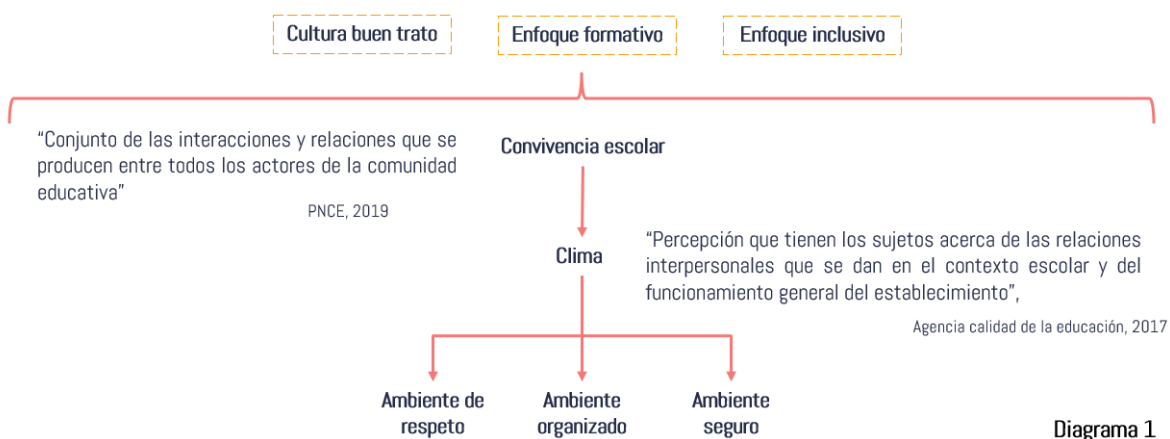 Cultura buen trato
Enfoque formativo
Enfoque inclusivo
“Conjunto de las interacciones y relaciones que se
producen entre todos los actores de la comunidad
educativa”
PNCE, 2019
Convivencia escolar
Clima
“Percepción que tienen los sujetos acerca de las relaciones
interpersonales que se dan en el contexto escolar y del
funcionamiento general del establecimiento”,
Agencia calidad de la educación, 2017
Ambiente de
respeto
Ambiente
organizado
Ambiente
seguro
Diagrama 1